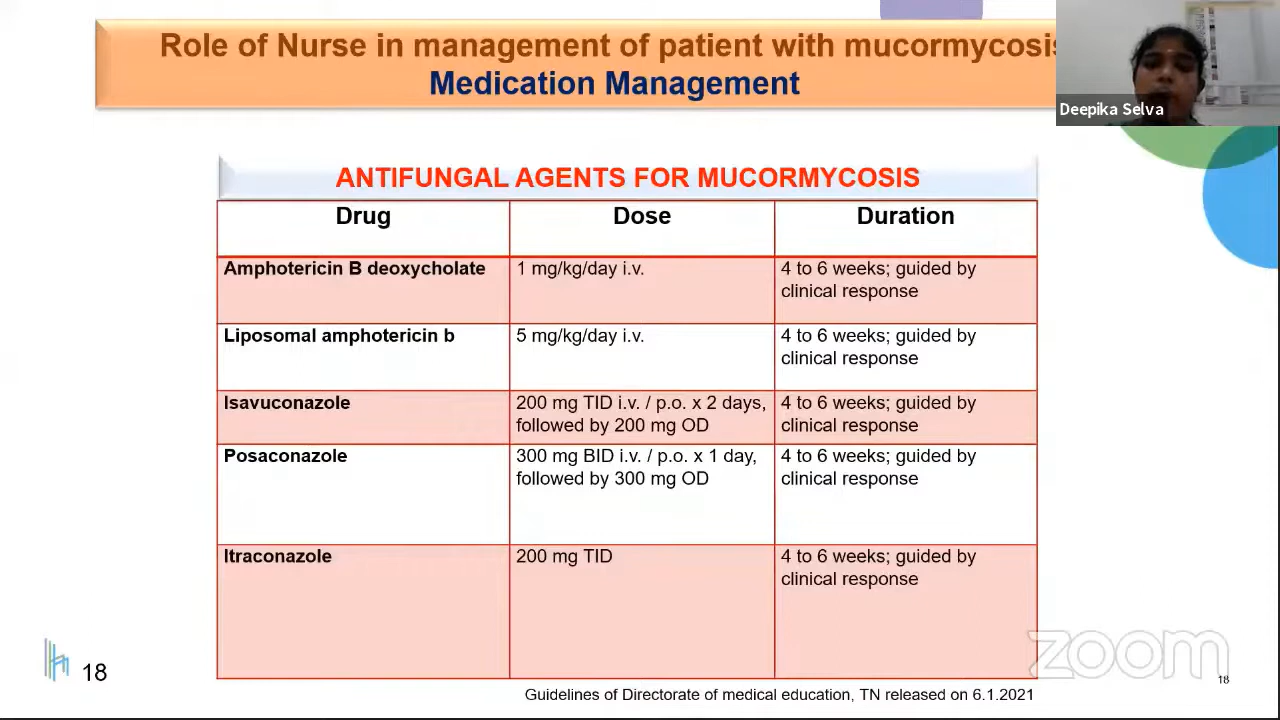 Role of Nurse in management of patient with mucormycosis
Medication Management
Deepika Selva
ANTIFUNGAL AGENTS FOR MUCORMYCOSIS
Drug Dose Duration
Amphotericin B deoxycholate 1 mg/kg/day i.v. 4 to 6 weeks; guided by
clinical response
Liposomal amphotericin b 5 mg/kg/day i.v. 4 to 6 weeks; guided by
clinical response
Isavuconazole 200 mg TID i.v. / p.o. x 2 days, 4 to 6 weeks; guided by
followed by 200 mg OD clinical response
Posaconazole 300 mg BID i.v. / p.o. x 1 day, 4 to 6 weeks; guided by
followed by 300 mg OD clinical response
Itraconazole 200 mg TID 4 to 6 weeks; guided by
clinical response
zoom
18
18
Guidelines of Directorate of medical education, TN released on 6.1.2021